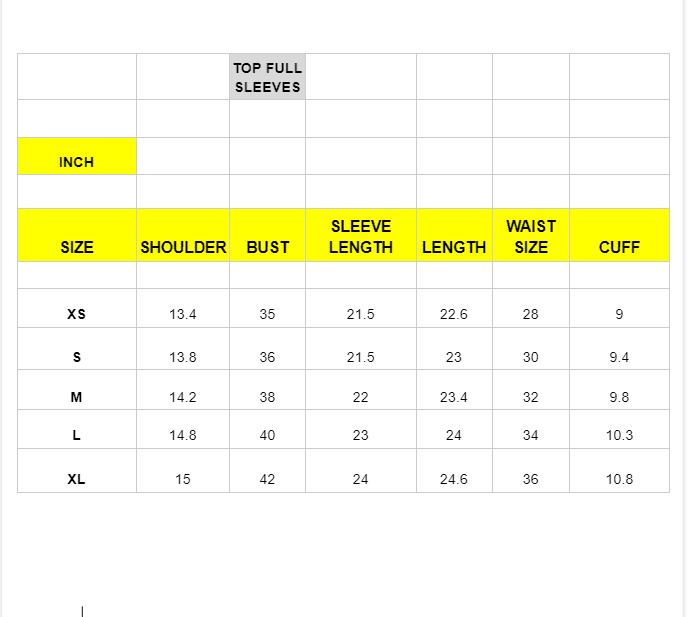 TOP FULL
SLEEVES
INCH
SIZE SHOULDER BUST SLEEVE LENGTH LENGTH WAIST SIZE CUFF
XS 13.4 35 21.5 22.6 28 9
S 13.8 36 21.5 23 30 9.4
M 14.2 38 22 23.4 32 9.8
L 14.8 40 23 24 34 10.3
XL 15 42 24 24.6 36 10.8